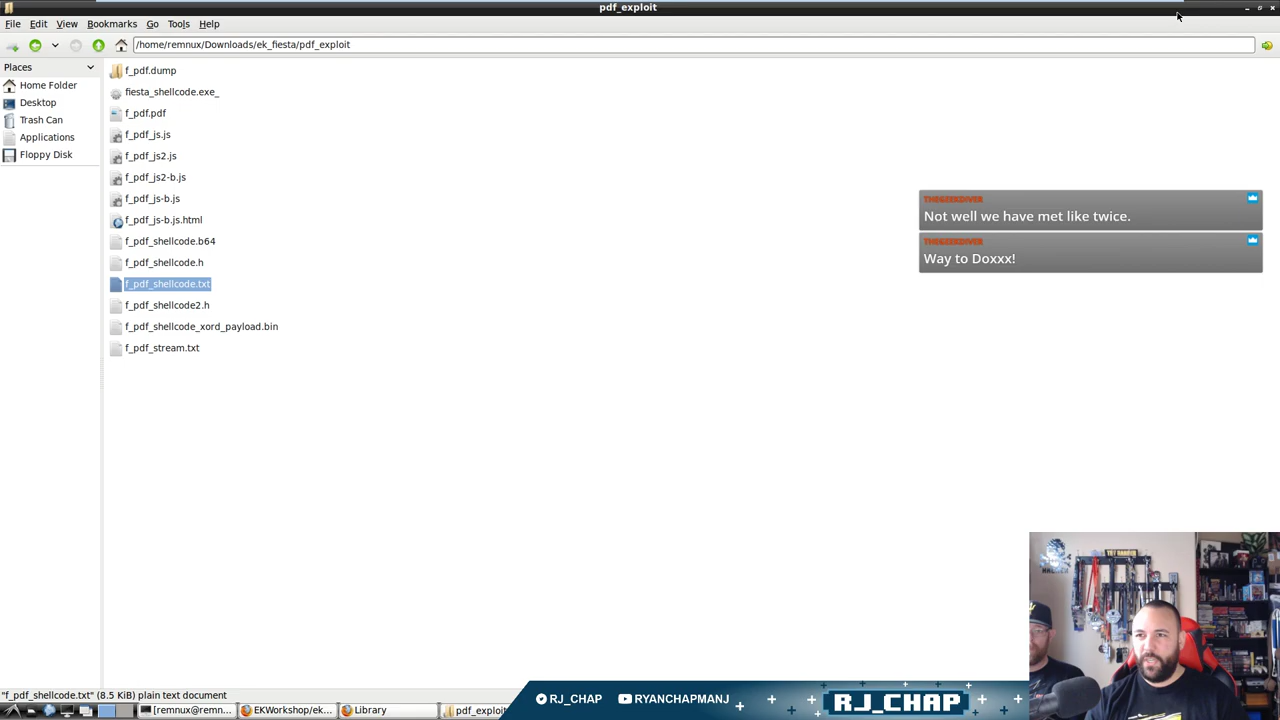 pdf_exploit
File Edit View Bookmarks Go Tools Help
/home/remnux/Downloads/ek_fiesta/pdf_exploit
Places
Home Folder
Desktop
Trash Can
Applications
Floppy Disk
f_pdf.dump
fiesta_shellcode.exe_
f_pdf.pdf
f_pdf_js.js
f_pdf_js2.js
f_pdf_js2-b.js
f_pdf_js-b.js
f_pdf_js-b.js.html
f_pdf_shellcode.b64
f_pdf_shellcode.h
f_pdf_shellcode.txt
f_pdf_shellcode2.h
f_pdf_shellcode_xord_payload.bin
f_pdf_stream.txt
THEGEEKDIVER
Not well we have met like twice.
THEGEEKDIVER
Way to Doxxx!
"f_pdf_shellcode.txt" (8.5 KiB) plain text document
[remnux@remn... EKWorkshop/ek... Library pdf_exploit
RJ_CHAP RYANCHAPMANJ RJ_CHAP